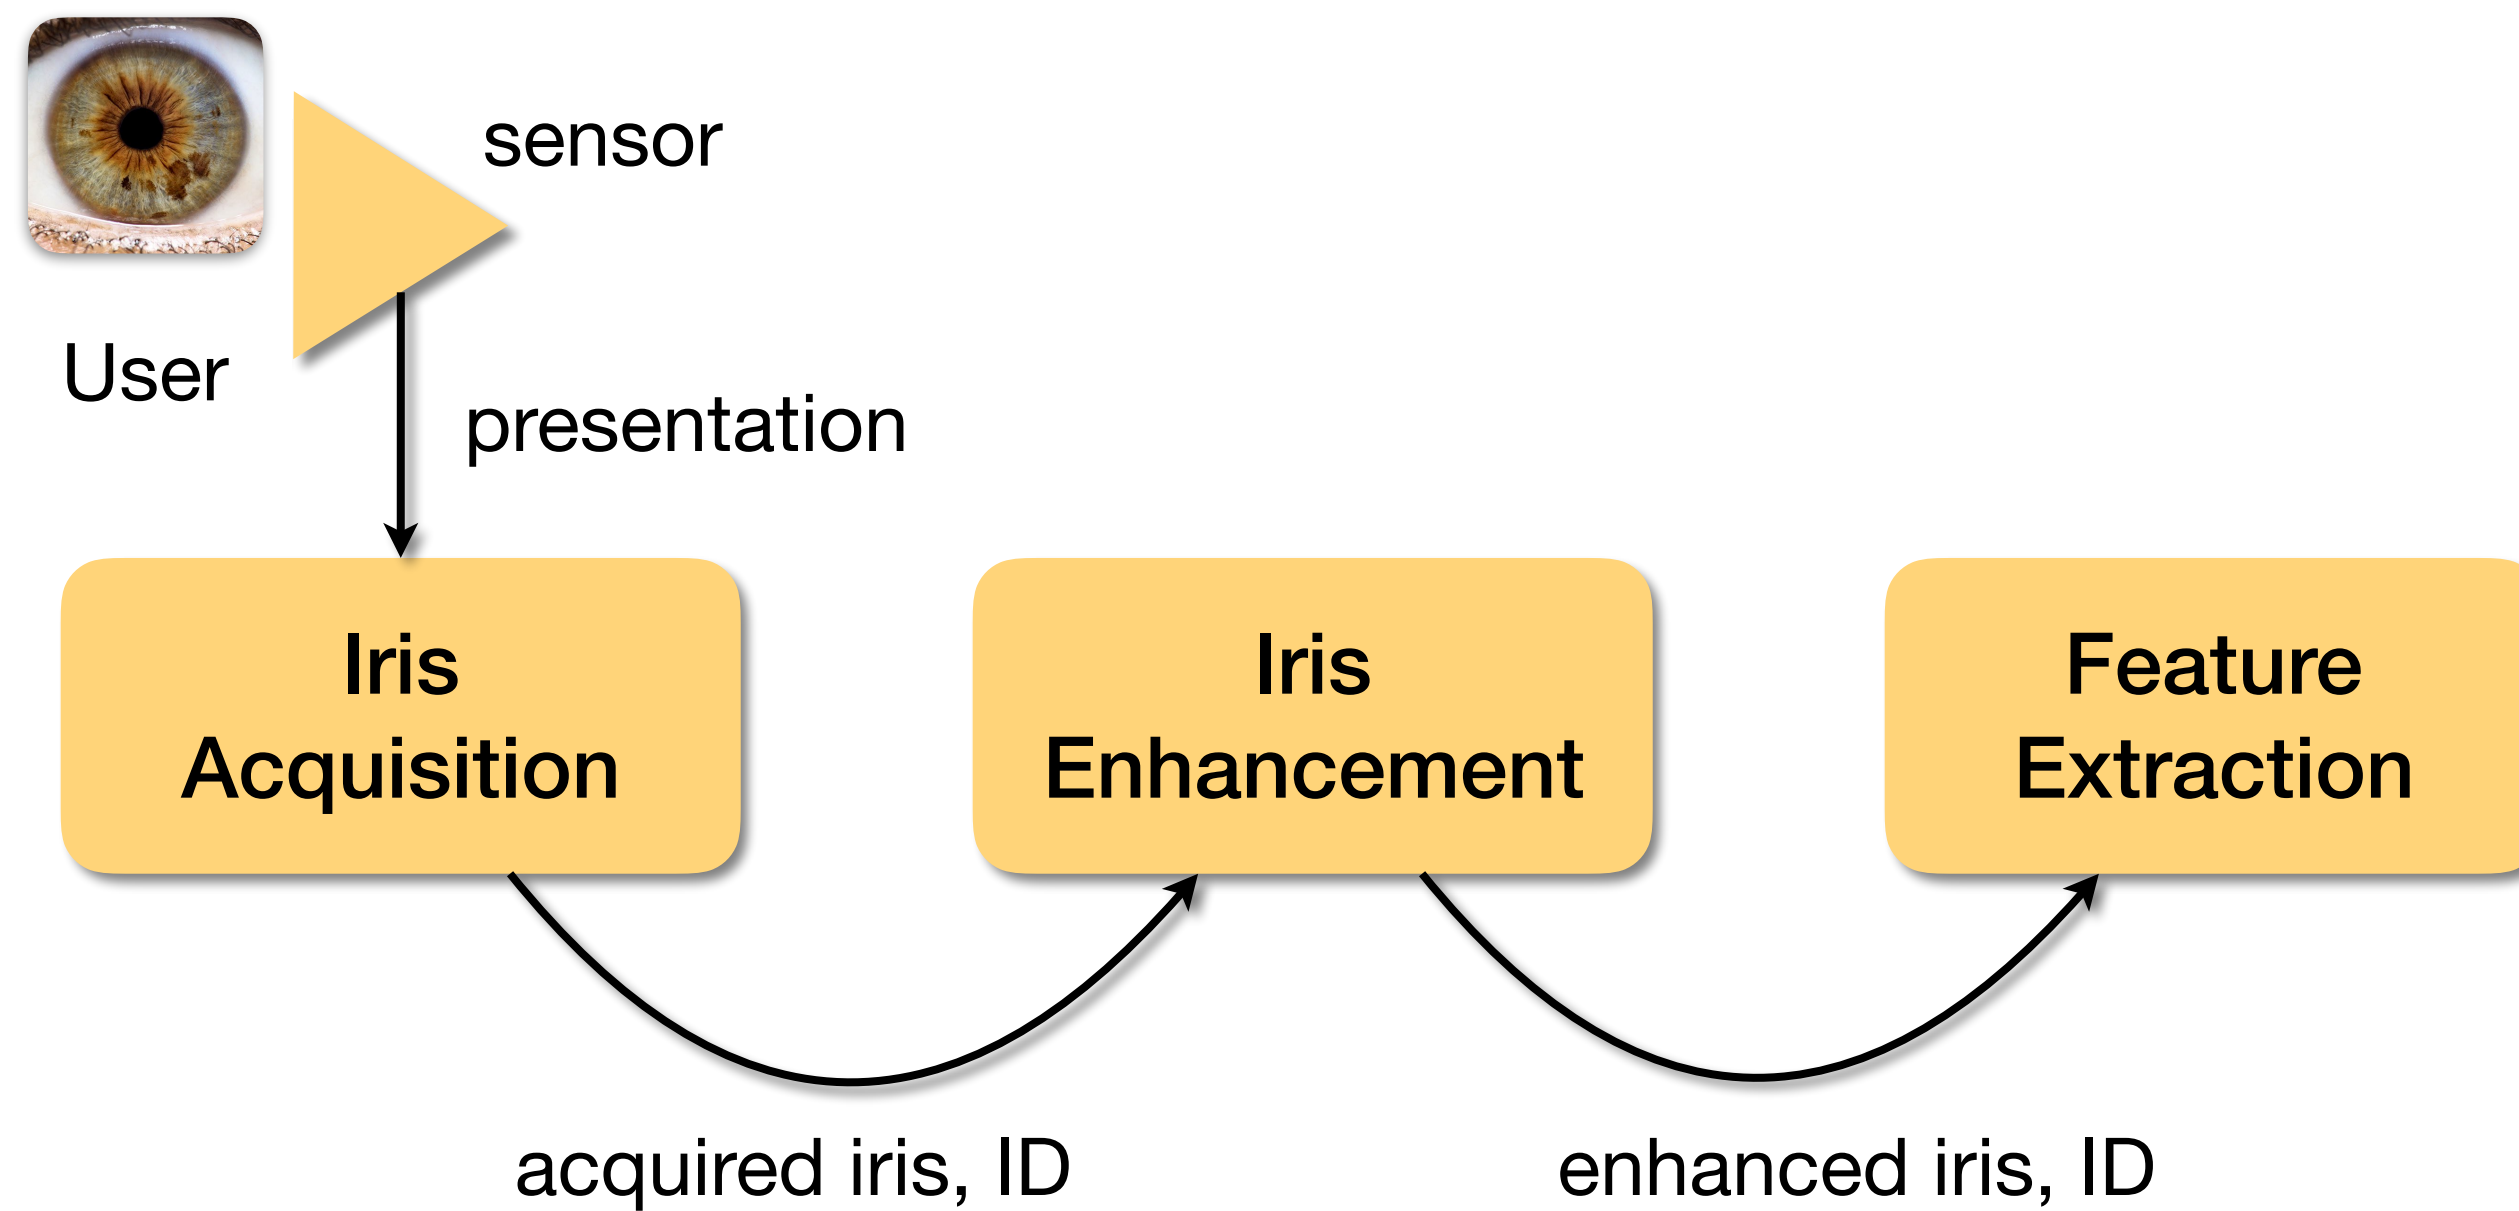 sensor
User
presentation
Iris
Acquisition
Iris
Enhancement
Feature
Extraction
acquired iris, ID
enhanced iris, ID